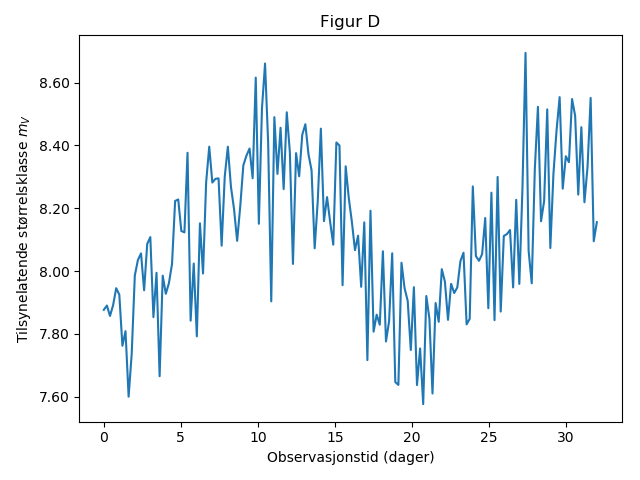 Figur D
Tilsynelatende størrelsklasse $m_V$
8.60
8.40
8.20
8.00
7.80
7.60
0 5 10 15 20 25 30
Observasjonstid (dager)